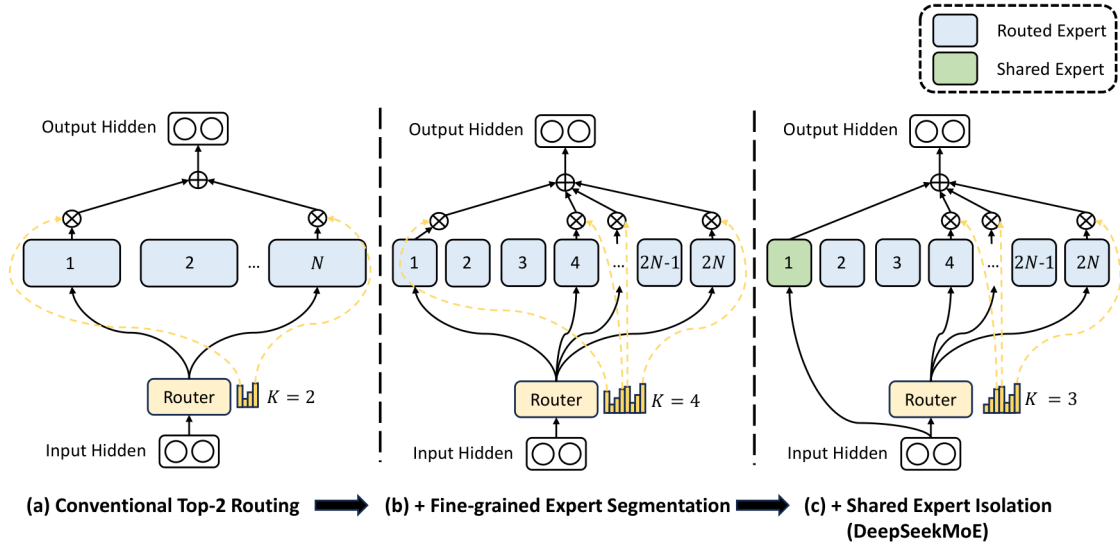 Routed Expert
Shared Expert
Output Hidden
1
2
...
N
Router
K = 2
Input Hidden
(a) Conventional Top-2 Routing
Output Hidden
1
2
3
4
...
2N-1
2N
Router
K = 4
Input Hidden
(b) + Fine-grained Expert Segmentation
Output Hidden
1
2
3
4
...
2N-1
2N
Router
K = 3
Input Hidden
(c) + Shared Expert Isolation
(DeepSeekMoE)